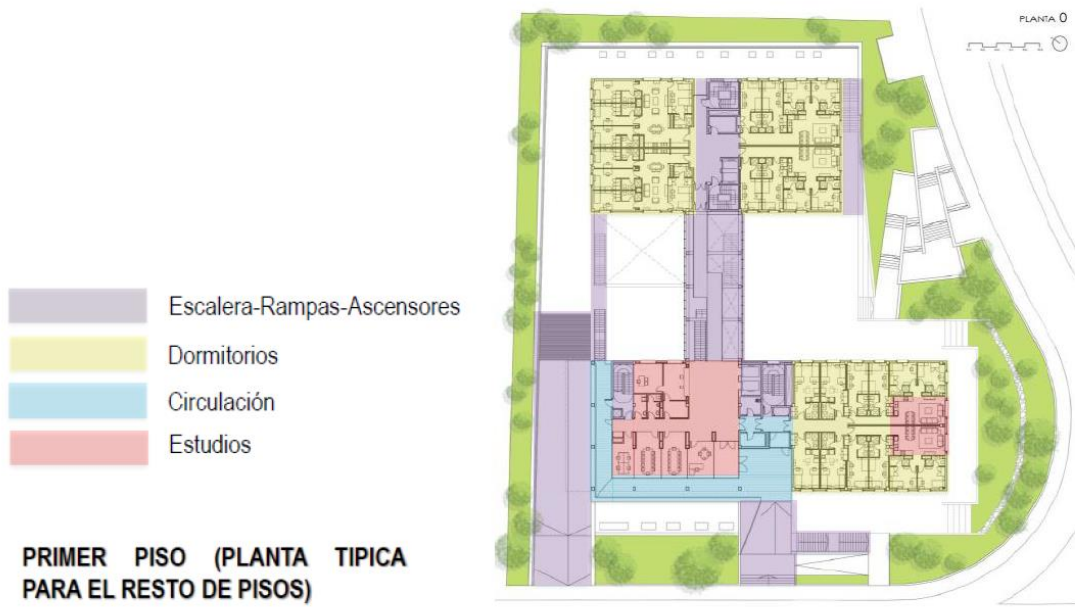 PLANTA 0
Escalera-Rampas-Ascensores
Dormitorios
Circulación
Estudios
PRIMER PISO (PLANTA TIPICA
PARA EL RESTO DE PISOS)